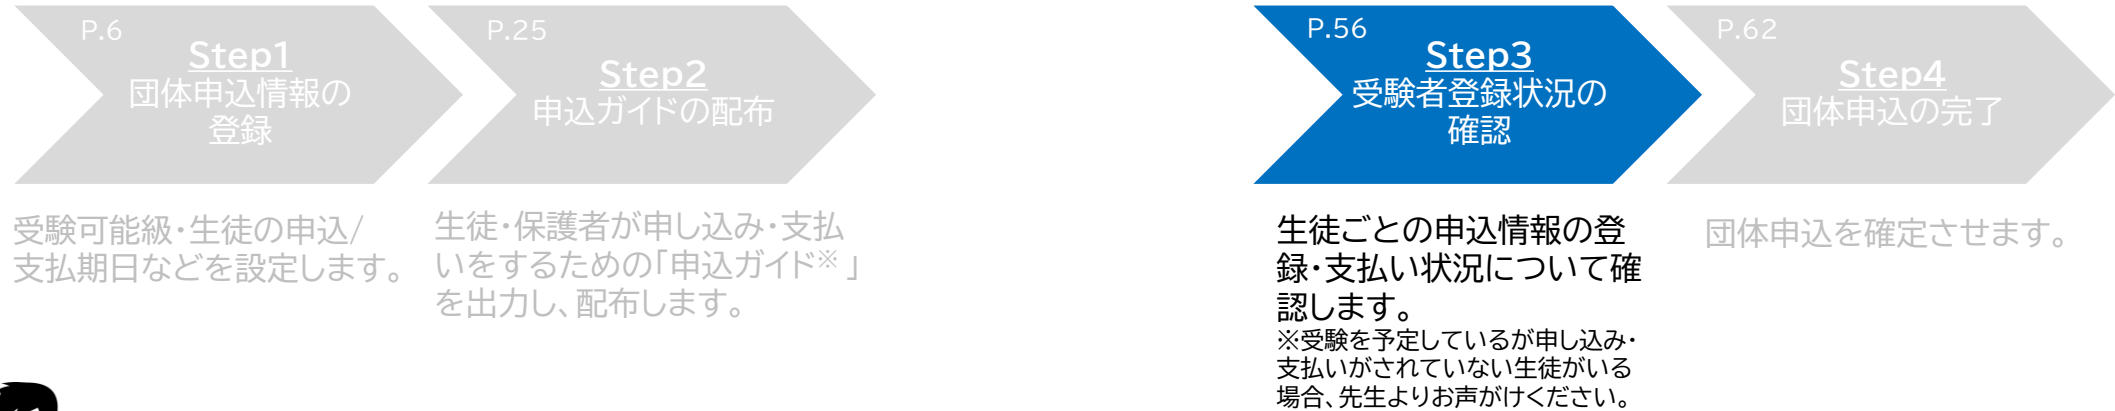 P.6
Step1
団体申込情報の
登録
受験可能級・生徒の申込/
支払期日などを設定します。
P.25
Step2
申込ガイドの配布
生徒・保護者が申し込み・支払
いをするための「申込ガイド※」
を出力し、配布します。
P.56
Step3
受験者登録状況の
確認
生徒ごとの申込情報の登
録・支払い状況について確
認します。
※受験を予定しているが申し込み・
支払いがされていない生徒がいる
場合、先生よりお声がけください。
P.62
Step4
団体申込の完了
団体申込を確定させます。